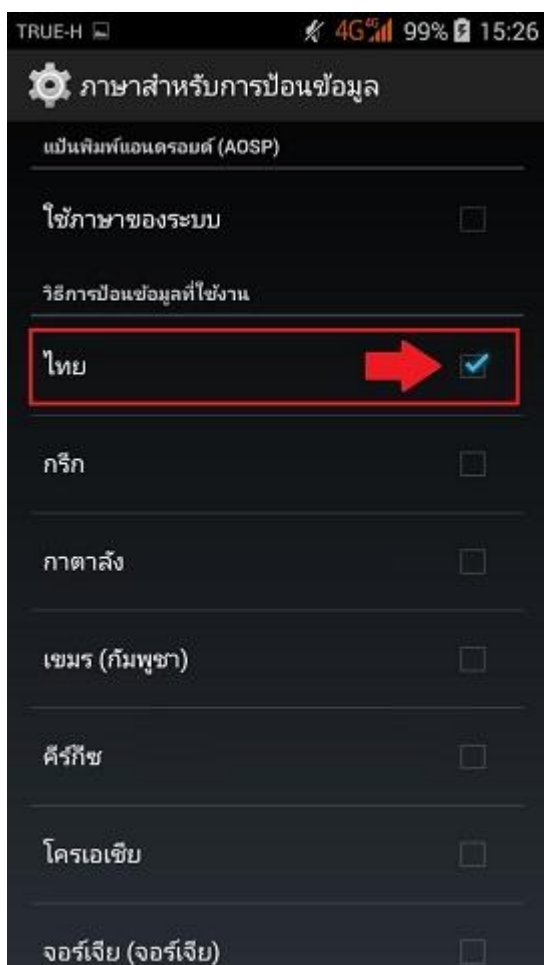 TRUE-H 4G 4G 99% 15:26
ภาษาสำหรับการป้อนข้อมูล
แป้นพิมพ์แอนดรอยด์ (AOSP)
ใช้ภาษาของระบบ
วิธีการป้อนข้อมูลที่ใช้งาน
ไทย
กรีก
กาตาลัง
เขมร (กัมพูชา)
คีร์กีซ
โครเอเชีย
จอร์เจีย (จอร์เจีย)